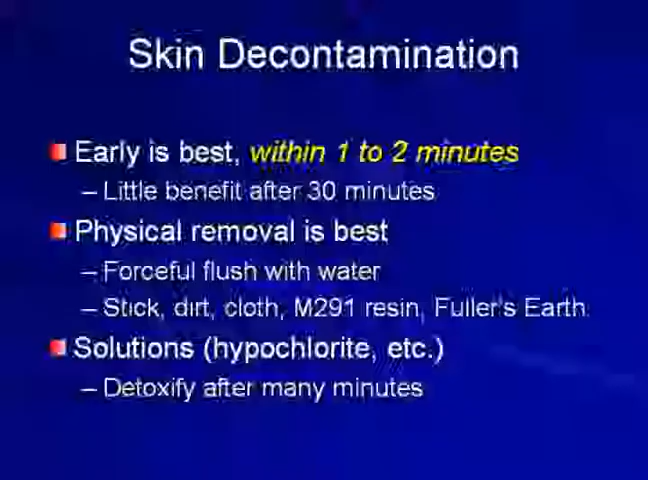 Skin Decontamination
Early is best, within 1 to 2 minutes
– Little benefit after 30 minutes
Physical removal is best
– Forceful flush with water
– Stick, dirt, cloth, M291 resin, Fuller's Earth
Solutions (hypochlorite, etc.)
– Detoxify after many minutes